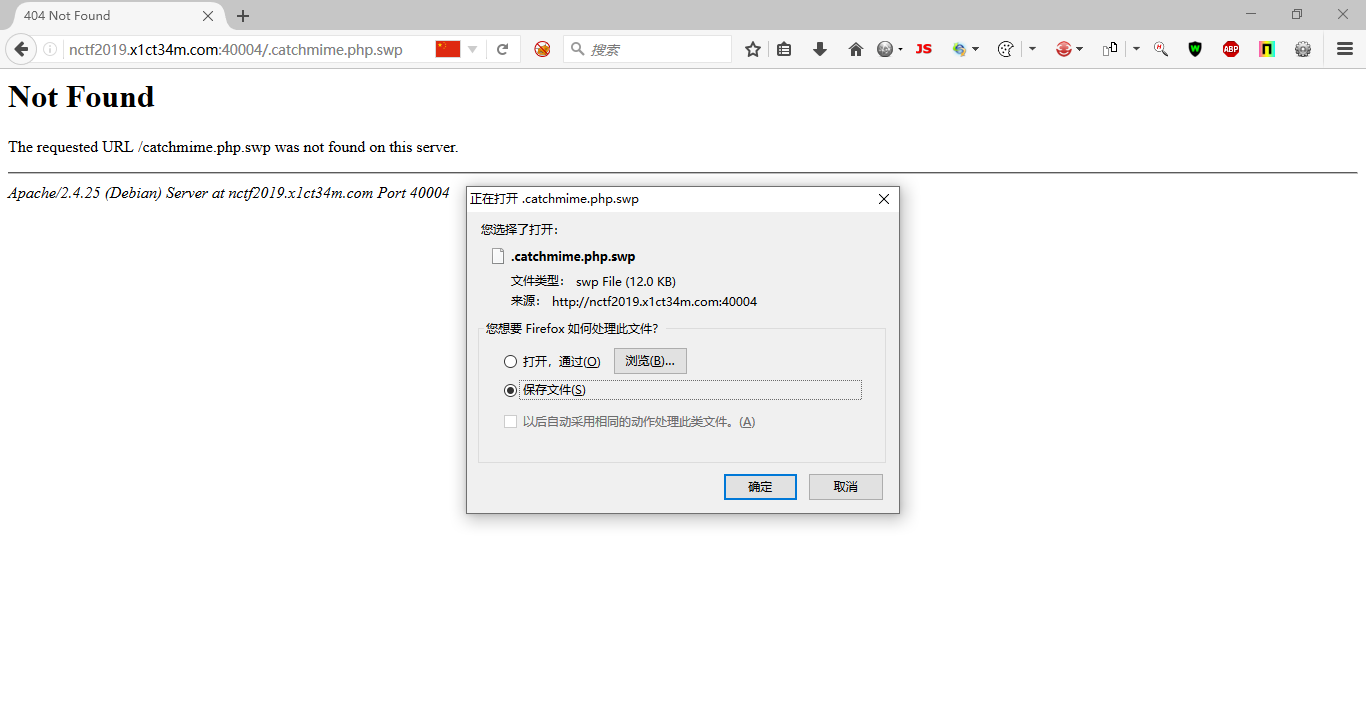 404 Not Found
nctf2019.x1ct34m.com:40004/.catchmime.php.swp
搜索
JS
W
ABP
Not Found
The requested URL /catchmime.php.swp was not found on this server.
Apache/2.4.25 (Debian) Server at nctf2019.x1ct34m.com Port 40004
正在打开 .catchmime.php.swp
您选择了打开:
.catchmime.php.swp
文件类型: swp File (12.0 KB)
来源: http://nctf2019.x1ct34m.com:40004
您想要 Firefox 如何处理此文件?
打开，通过(O) 浏览(B)...
保存文件(S)
以后自动采用相同的动作处理此类文件。(A)
确定 取消